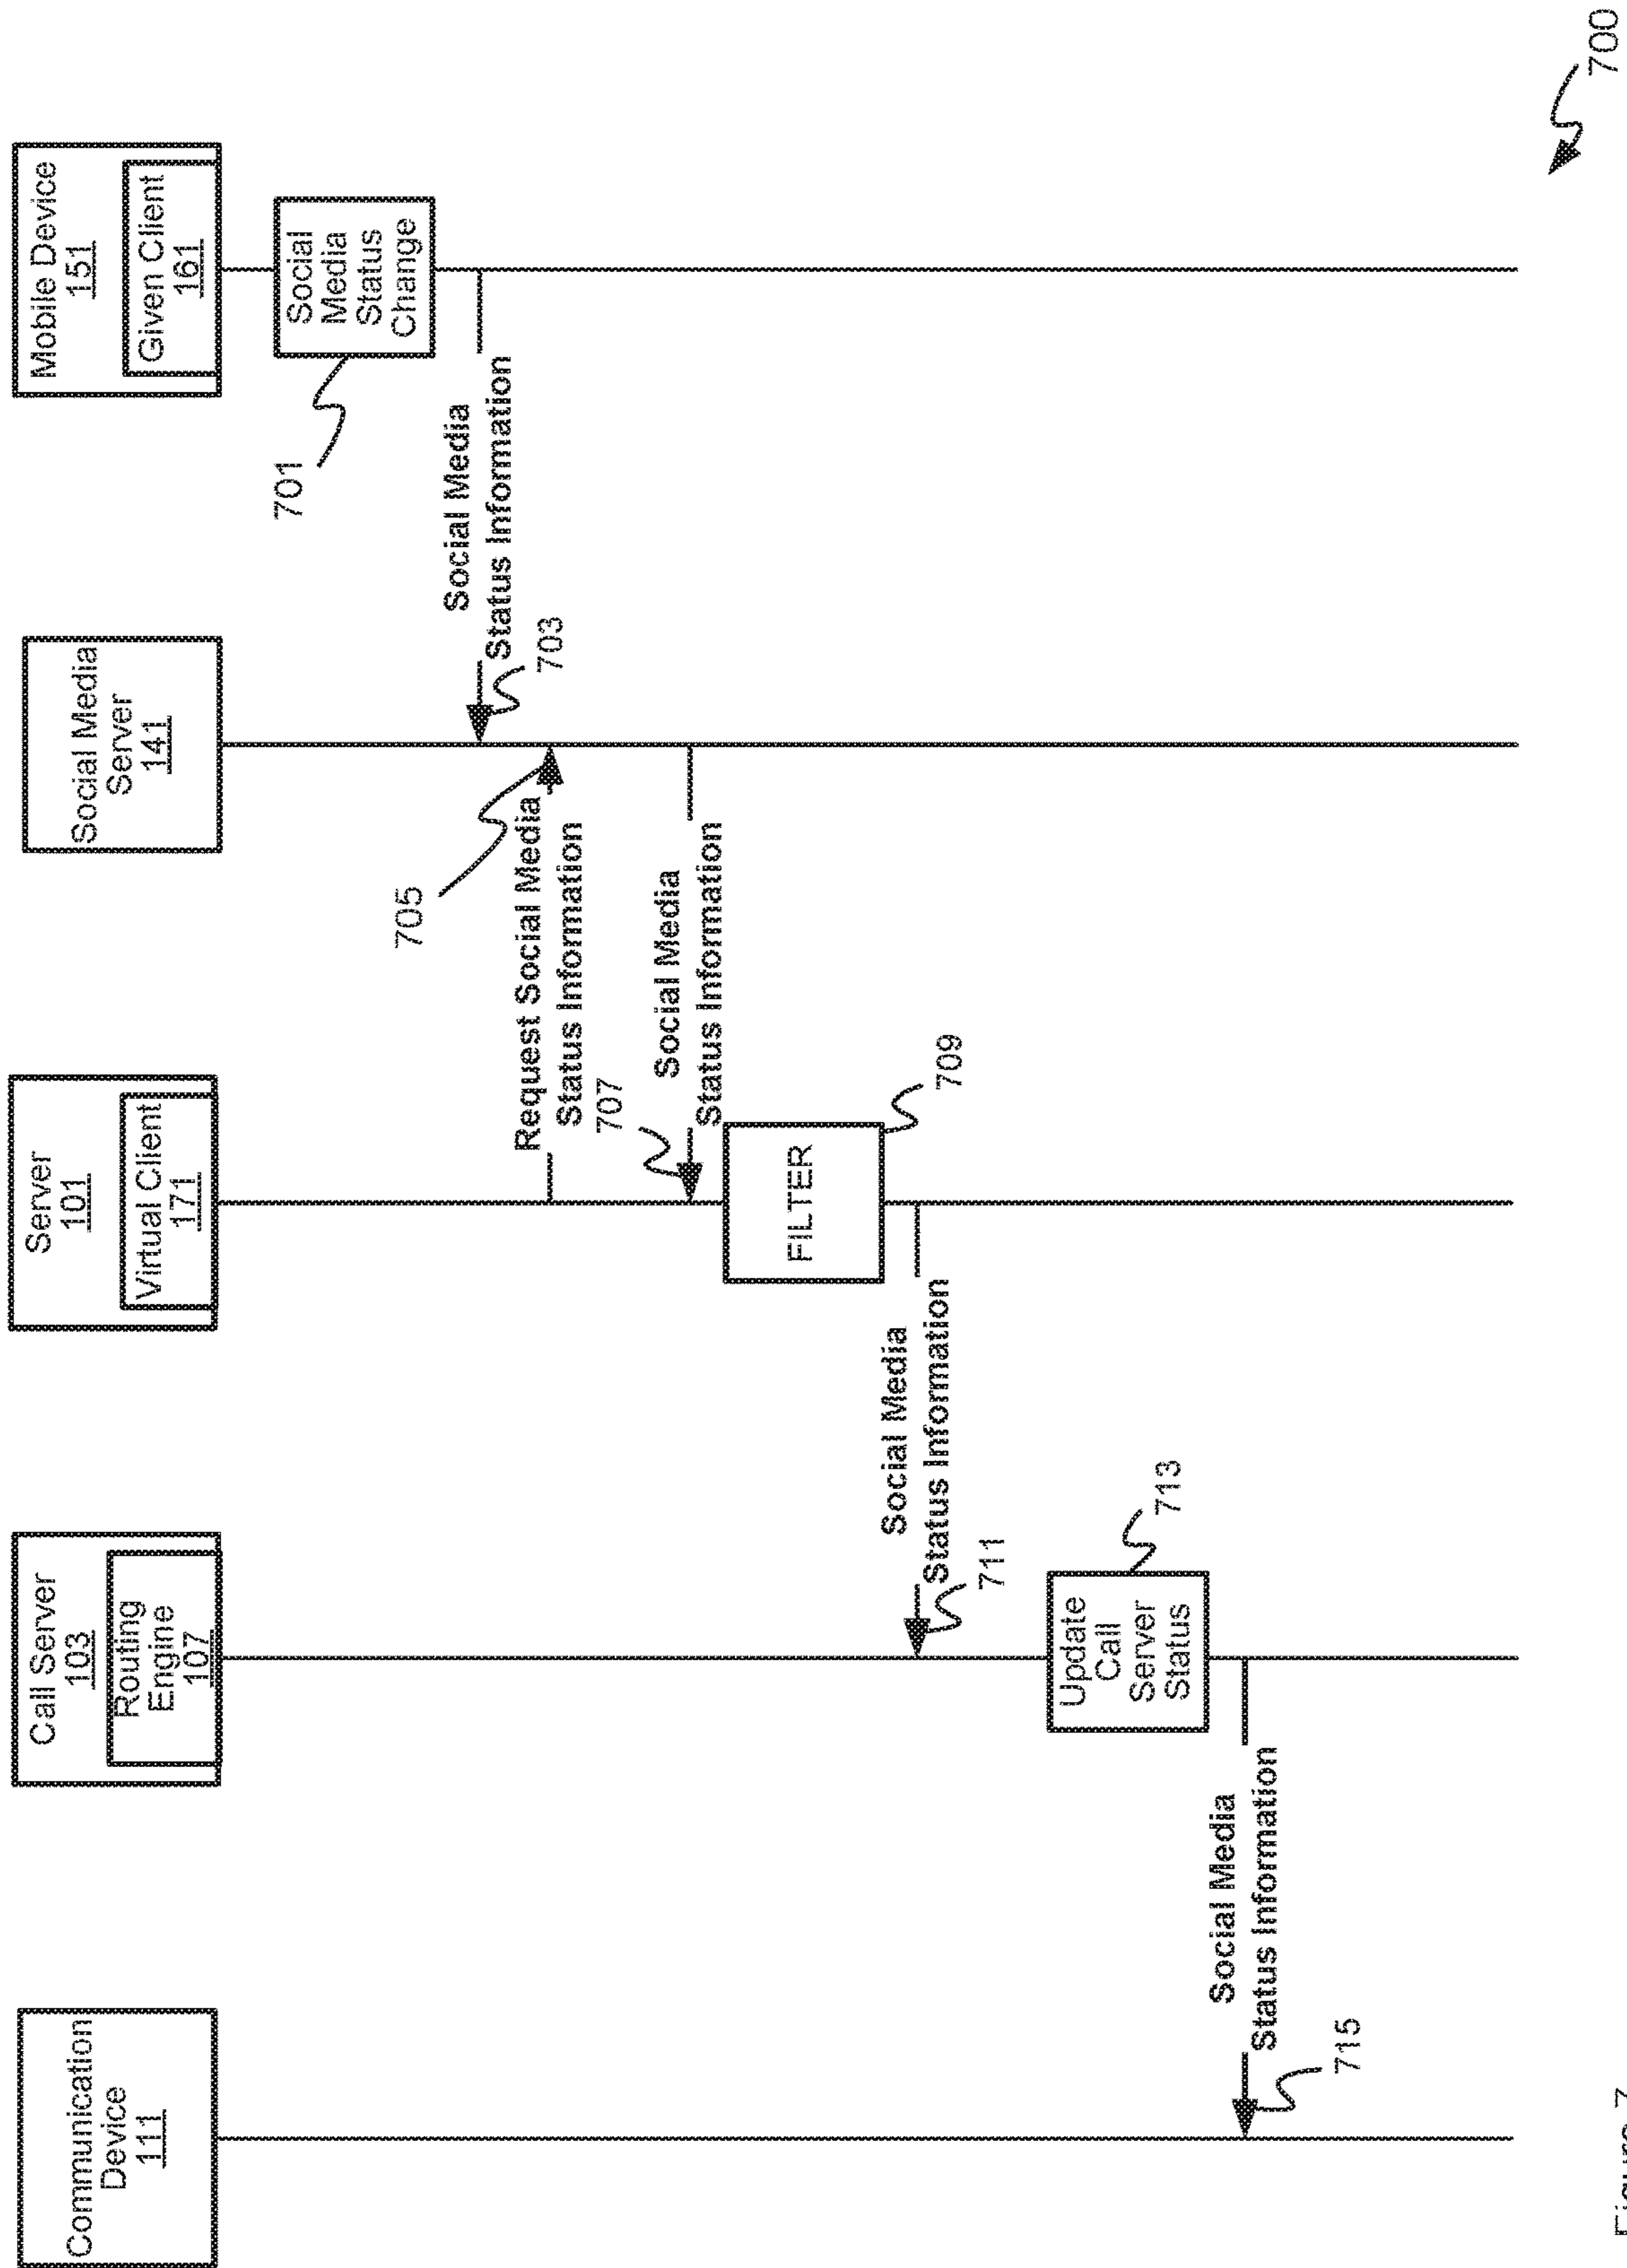 Communication
Device
111
Call Server
103
Routing
Engine
107
Server
101
Virtual Client
171
Social Media
Server
141
Mobile Device
151
Given Client
161
Social
Media
Status
Change
701
Social Media
Status Information
703
705
Request Social Media
Status Information
707
Social Media
Status Information
FILTER
709
Social Media
Status Information
711
Update
Call
Server
Status
713
Social Media
Status Information
715
700
Figure 7